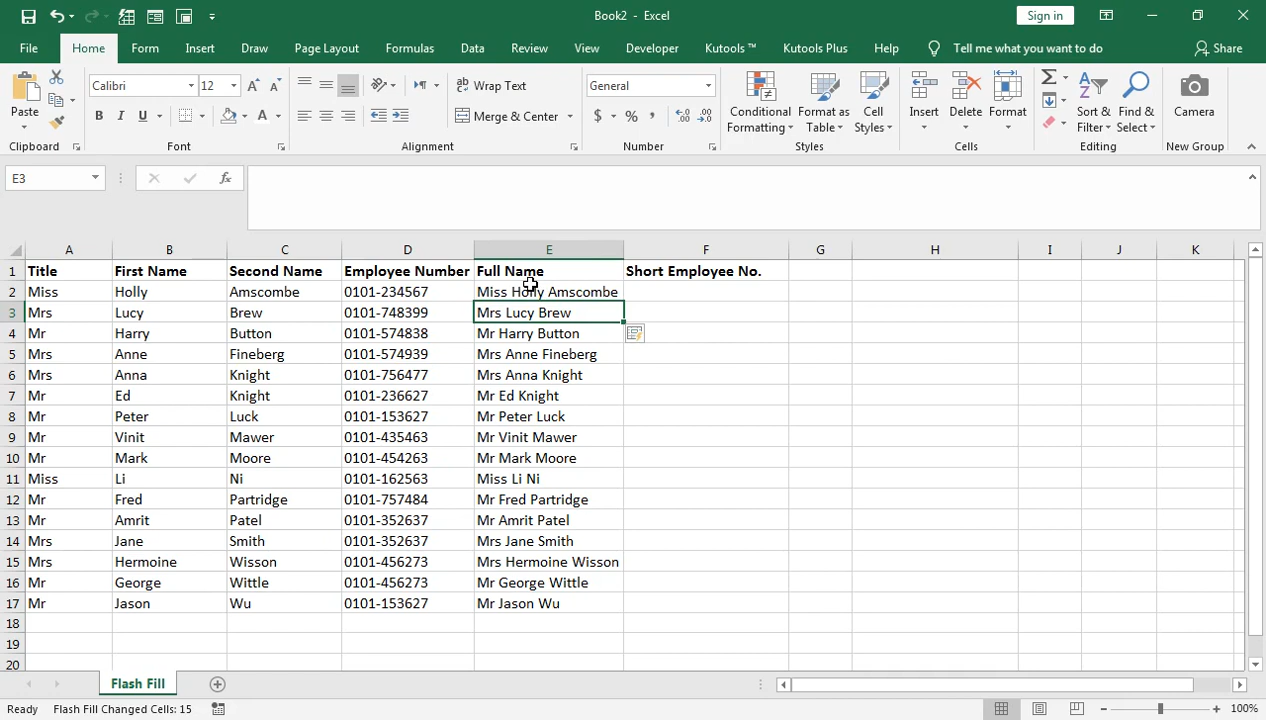 Book2 - Excel
Sign in
File Home Form Insert Draw Page Layout Formulas Data Review View Developer Kutools ™ Kutools Plus Help Tell me what you want to do Share
Paste
Calibri 12
B I U
Wrap Text
Merge & Center
General
$ % ,
Conditional Formatting
Format as Table
Cell Styles
Insert
Delete
Format
Sort & Filter
Find & Select
Camera
Clipboard Font Alignment Number Styles Cells Editing New Group
E3 fx
A B C D E F G H I J K
1 Title First Name Second Name Employee Number Full Name Short Employee No.
2 Miss Holly Amscombe 0101-234567 Miss Holly Amscombe
3 Mrs Lucy Brew 0101-748399 Mrs Lucy Brew
4 Mr Harry Button 0101-574838 Mr Harry Button
5 Mrs Anne Fineberg 0101-574939 Mrs Anne Fineberg
6 Mrs Anna Knight 0101-756477 Mrs Anna Knight
7 Mr Ed Knight 0101-236627 Mr Ed Knight
8 Mr Peter Luck 0101-153627 Mr Peter Luck
9 Mr Vinit Mawer 0101-435463 Mr Vinit Mawer
10 Mr Mark Moore 0101-454263 Mr Mark Moore
11 Miss Li Ni 0101-162563 Miss Li Ni
12 Mr Fred Partridge 0101-757484 Mr Fred Partridge
13 Mr Amrit Patel 0101-352637 Mr Amrit Patel
14 Mrs Jane Smith 0101-352637 Mrs Jane Smith
15 Mrs Hermoine Wisson 0101-456273 Mrs Hermoine Wisson
16 Mr George Wittle 0101-456273 Mr George Wittle
17 Mr Jason Wu 0101-153627 Mr Jason Wu
18
19
20
Flash Fill
Ready Flash Fill Changed Cells: 15 100%